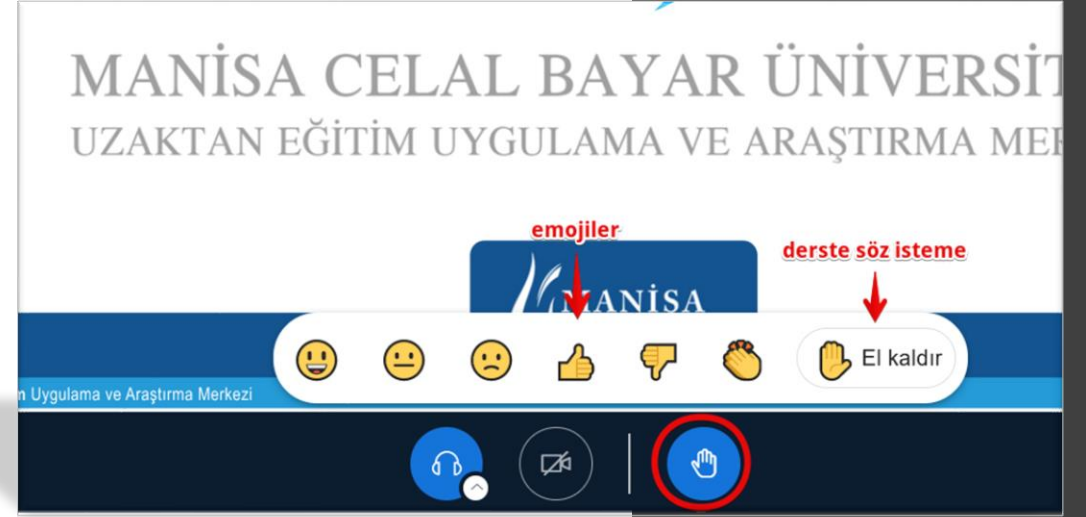 MANİSA CELAL BAYAR ÜNİVERSİT
UZAKTAN EĞİTİM UYGULAMA VE ARAŞTIRMA MER
emojiler
derste söz isteme
MANİSA
El kaldır
m Uygulama ve Araştırma Merkezi